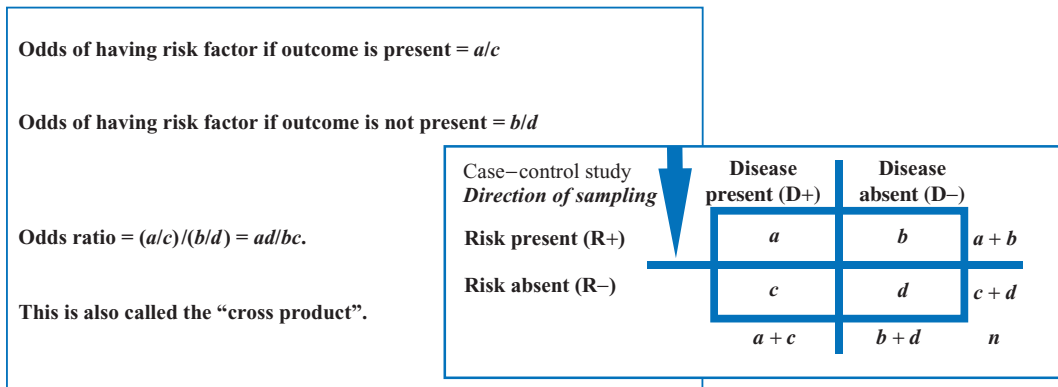 Odds of having risk factor if outcome is present = a/c
Odds of having risk factor if outcome is not present = b/d
Odds ratio = (a/c)/(b/d) = ad/bc.
This is also called the “cross product”.
Case–control study
Direction of sampling
Disease present (D+)
Disease absent (D–)
Risk present (R+) a b a + b
Risk absent (R–) c d c + d
a + c b + d n